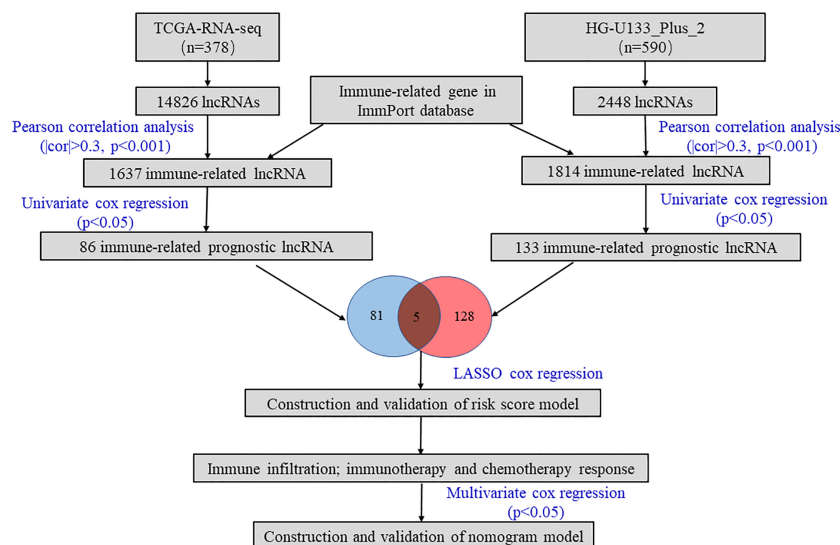 TCGA-RNA-seq
(n=378)
HG-U133_Plus_2
(n=590)
14826 lncRNAs
Immune-related gene in
ImmPort database
2448 lncRNAs
Pearson correlation analysis
(|cor|>0.3, p<0.001)
Pearson correlation analysis
(|cor|>0.3, p<0.001)
1637 immune-related lncRNA
1814 immune-related lncRNA
Univariate cox regression
(p<0.05)
Univariate cox regression
(p<0.05)
86 immune-related prognostic lncRNA
133 immune-related prognostic lncRNA
81
5
128
LASSO cox regression
Construction and validation of risk score model
Immune infiltration; immunotherapy and chemotherapy response
Multivariate cox regression
(p<0.05)
Construction and validation of nomogram model